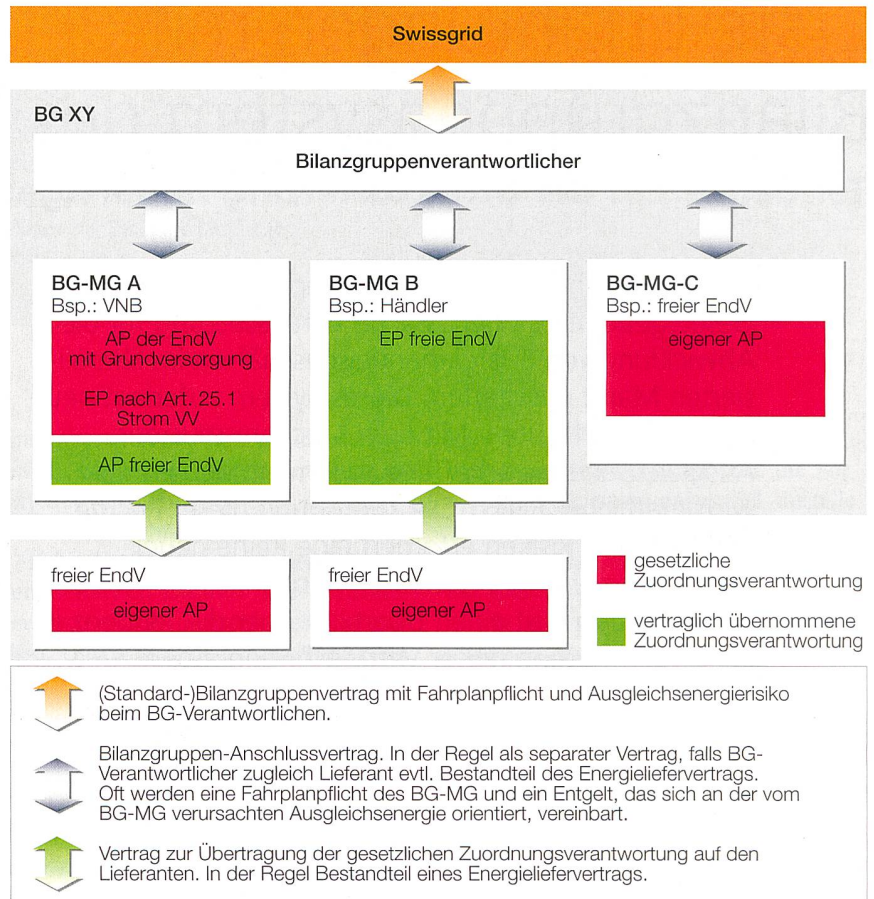 Swissgrid
BG XY
Bilanzgruppenverantwortlicher
BG-MG A
Bsp.: VNB
AP der EndV
mit Grundversorgung
EP nach Art. 25.1
Strom VV
AP freier EndV
BG-MG B
Bsp.: Händler
EP freie EndV
BG-MG-C
Bsp.: freier EndV
eigener AP
freier EndV
eigener AP
freier EndV
eigener AP
gesetzliche
Zuordnungsverantwortung
vertraglich übernommene
Zuordnungsverantwortung
(Standard-)Bilanzgruppenvertrag mit Fahrplanpflicht und Ausgleichsenergierisiko
beim BG-Verantwortlichen.
Bilanzgruppen-Anschlussvertrag. In der Regel als separater Vertrag, falls BG-
Verantwortlicher zugleich Lieferant evtl. Bestandteil des Energieliefervertrags.
Oft werden eine Fahrplanpflicht des BG-MG und ein Entgelt, das sich an der vom
BG-MG verursachten Ausgleichsenergie orientiert, vereinbart.
Vertrag zur Übertragung der gesetzlichen Zuordnungsverantwortung auf den
Lieferanten. In der Regel Bestandteil eines Energieliefervertrags.